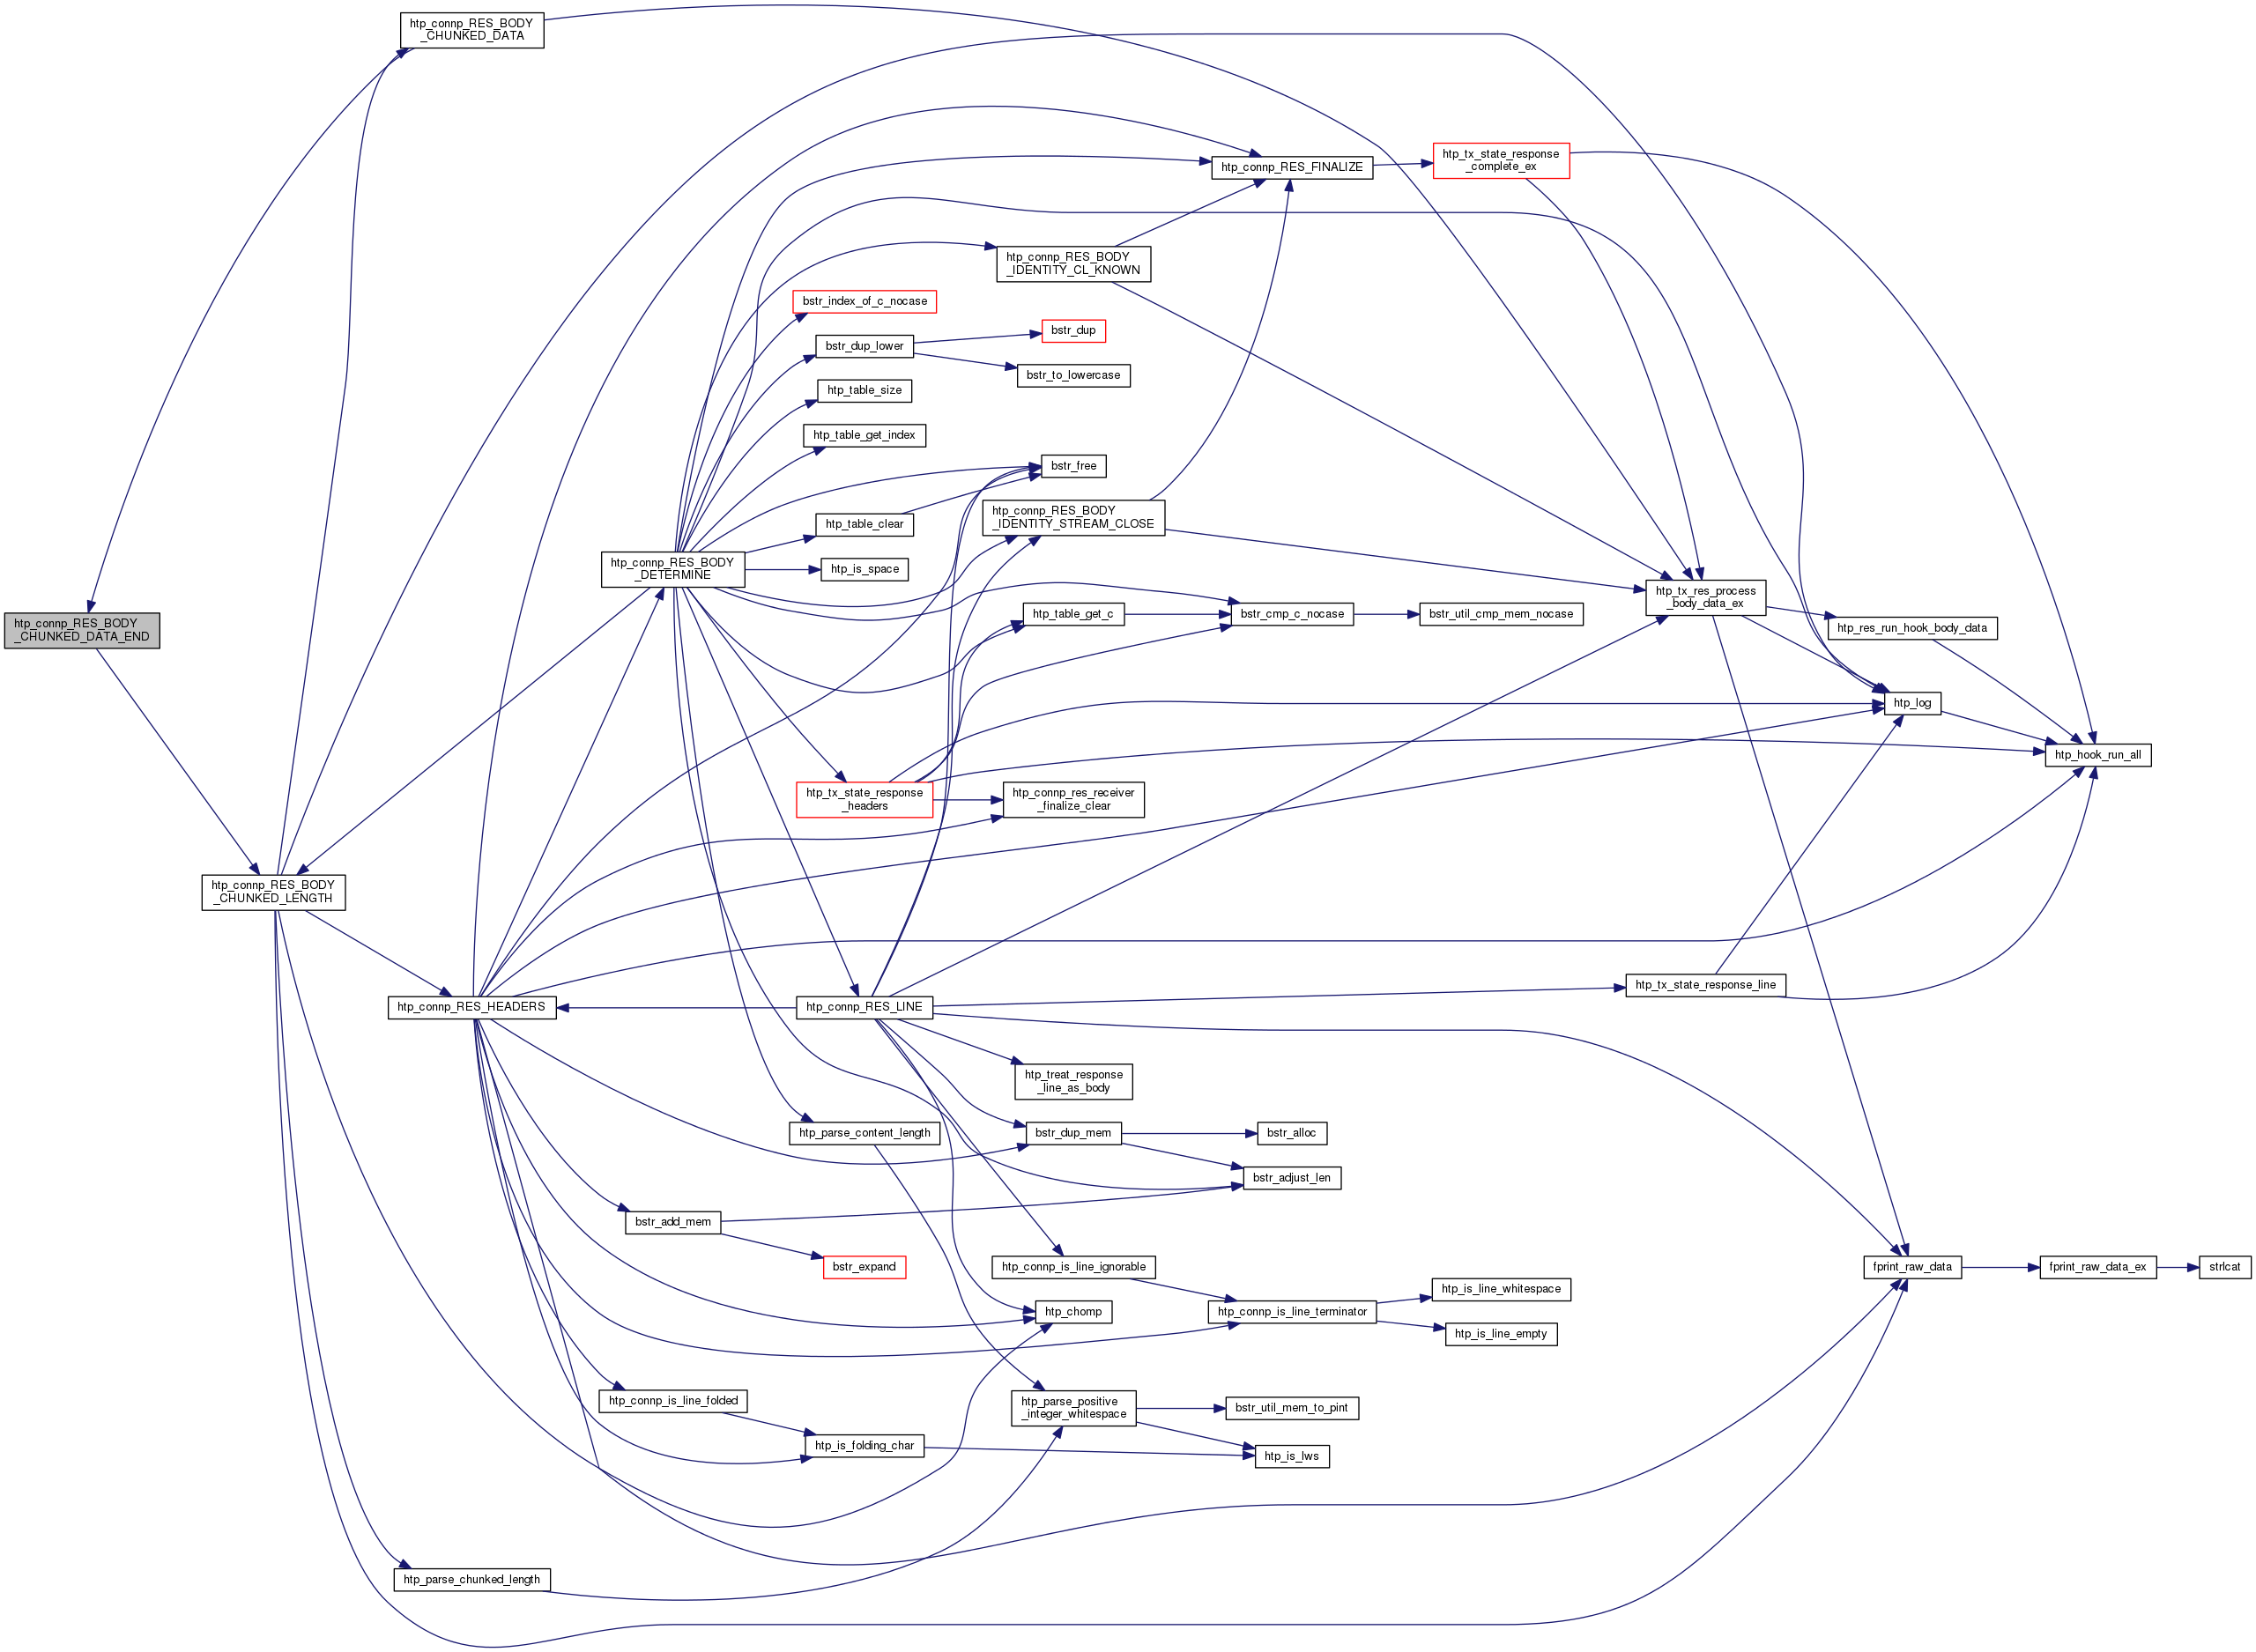 htp_connp_RES_BODY
_CHUNKED_DATA
htp_connp_RES_FINALIZE
htp_tx_state_response
_complete_ex
htp_connp_RES_BODY
_IDENTITY_CL_KNOWN
bstr_index_of_c_nocase
bstr_dup_lower
bstr_dup
bstr_to_lowercase
htp_table_size
htp_table_get_index
bstr_free
htp_connp_RES_BODY
_IDENTITY_STREAM_CLOSE
htp_table_clear
htp_connp_RES_BODY
_DETERMINE
htp_is_space
htp_connp_RES_BODY
_CHUNKED_DATA_END
htp_table_get_c
bstr_cmp_c_nocase
bstr_util_cmp_mem_nocase
htp_tx_res_process
_body_data_ex
htp_res_run_hook_body_data
htp_log
htp_hook_run_all
htp_tx_state_response
_headers
htp_connp_res_receiver
_finalize_clear
htp_connp_RES_BODY
_CHUNKED_LENGTH
htp_connp_RES_HEADERS
htp_connp_RES_LINE
htp_tx_state_response_line
htp_treat_response
_line_as_body
htp_parse_content_length
bstr_dup_mem
bstr_alloc
bstr_adjust_len
bstr_add_mem
bstr_expand
htp_connp_is_line_ignorable
fprint_raw_data
fprint_raw_data_ex
strlcat
htp_chomp
htp_connp_is_line_terminator
htp_is_line_whitespace
htp_is_line_empty
htp_connp_is_line_folded
htp_parse_positive
_integer_whitespace
bstr_util_mem_to_pint
htp_is_folding_char
htp_is_lws
htp_parse_chunked_length